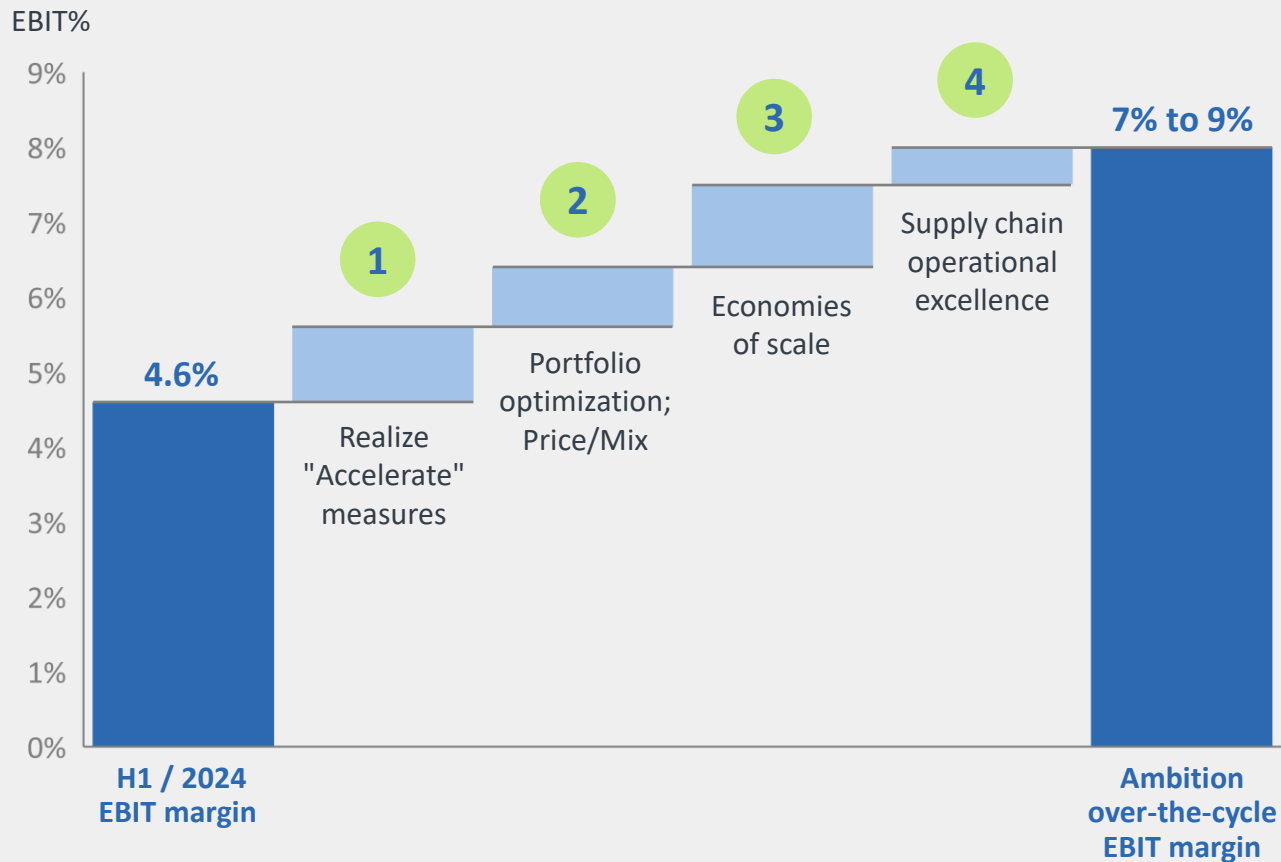 EBIT%
9%
8%
7%
6%
5%
4%
3%
2%
1%
0%
4.6%
H1 / 2024
EBIT margin
1
Realize
"Accelerate"
measures
2
Portfolio
optimization;
Price/Mix
3
Economies
of scale
4
Supply chain
operational
excellence
7% to 9%
Ambition
over-the-cycle
EBIT margin